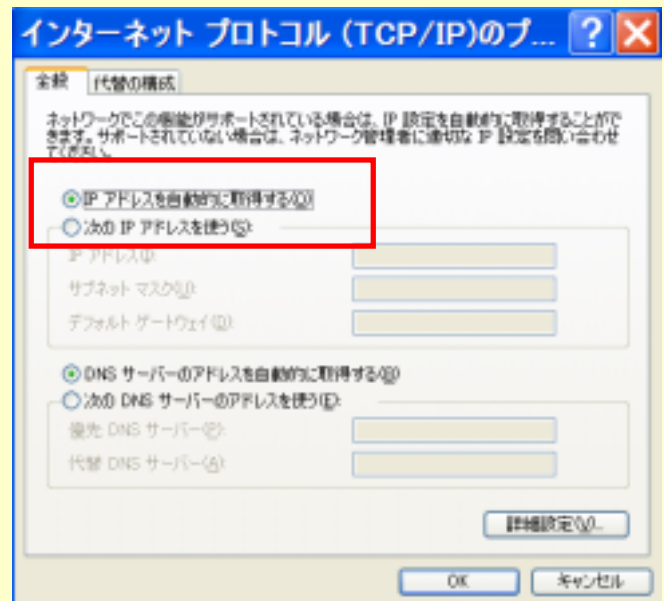 インターネット プロトコル (TCP/IP)のプ...
全般 代替の構成
ネットワークでこの機能がサポートされている場合は、IP 設定を自動的に取得することがで
きます。サポートされていない場合は、ネットワーク管理者に適切な IP 設定を問い合わせ
てください。
IP アドレスを自動的に取得する(O)
次の IP アドレスを使う(S):
IP アドレス(I):
サブネット マスク(U):
デフォルト ゲートウェイ(D):
DNS サーバーのアドレスを自動的に取得する(B)
次の DNS サーバーのアドレスを使う(E):
優先 DNS サーバー(P):
代替 DNS サーバー(A):
詳細設定(V)...
OK キャンセル